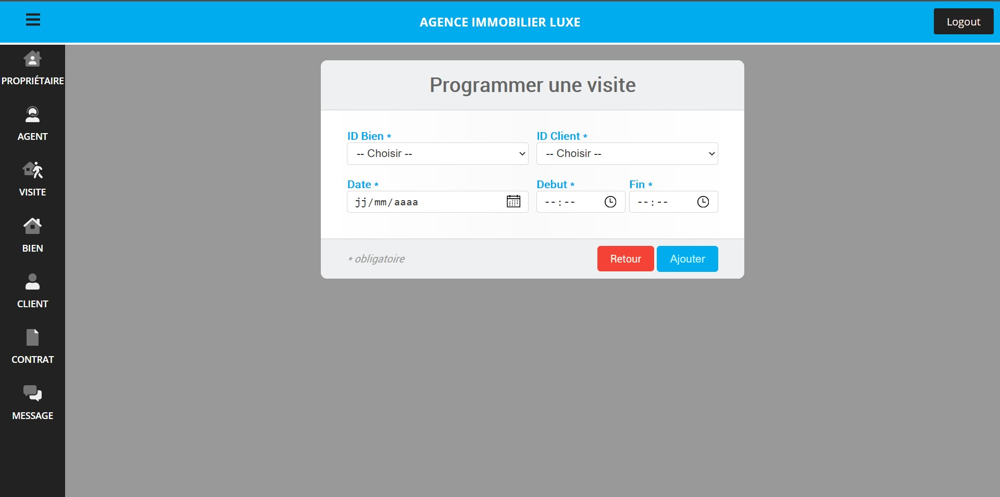 AGENCE IMMOBILIER LUXE
Logout
PROPRIÉTAIRE
AGENT
VISITE
BIEN
CLIENT
CONTRAT
MESSAGE
Programmer une visite
ID Bien * ID Client *
-- Choisir -- -- Choisir --
Date * Debut * Fin *
jj/mm/aaaa --:-- --:--
* obligatoire Retour Ajouter